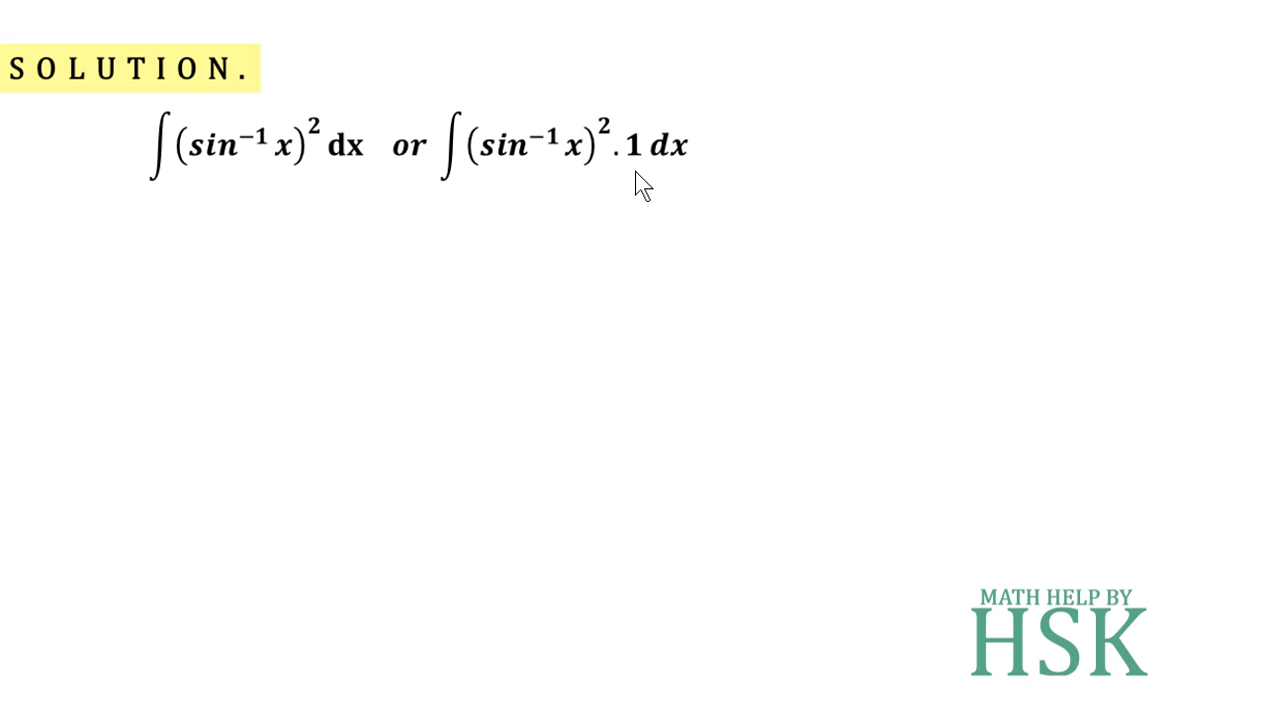 SOLUTION.
∫(sin⁻¹ x)² dx or ∫(sin⁻¹ x)². 1 dx
MATH HELP BY
HSK